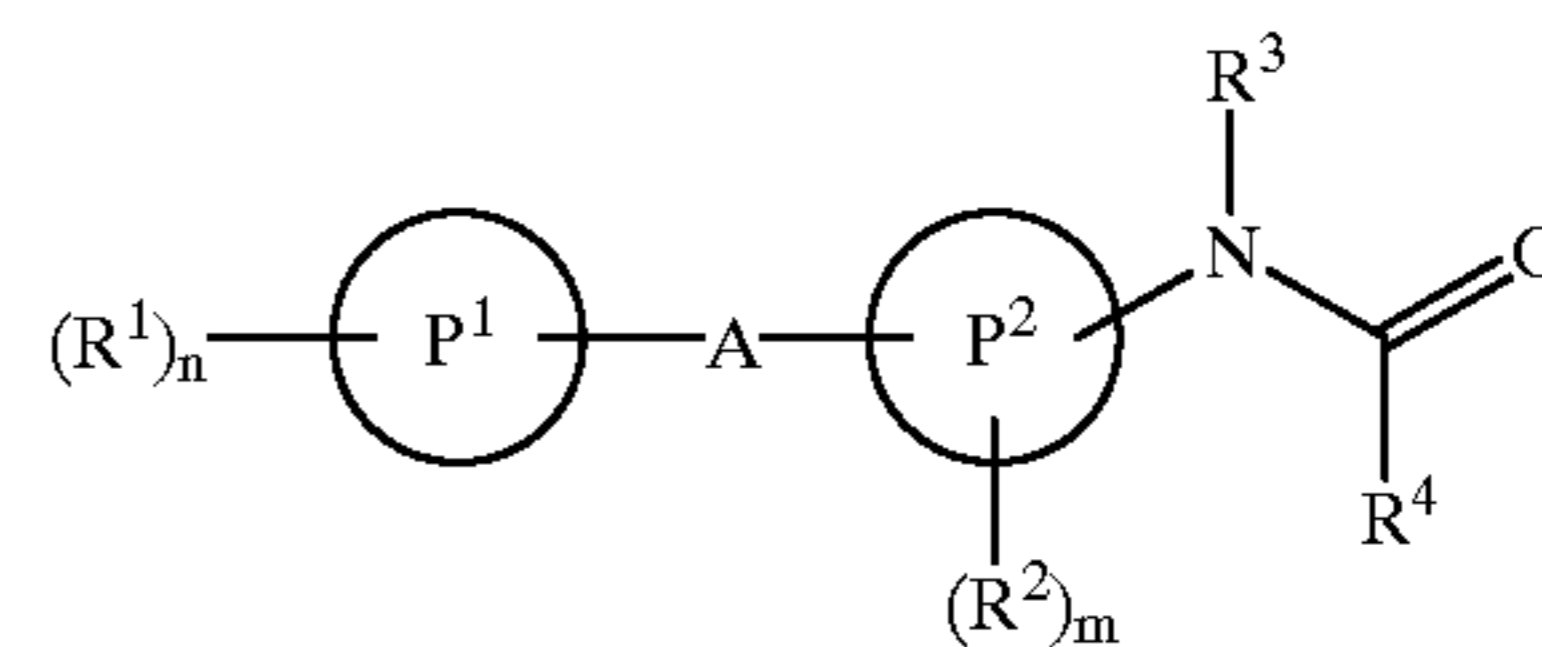 R³
N
(R¹)ₙ P¹ A P² 
R⁴
(R²)ₘ